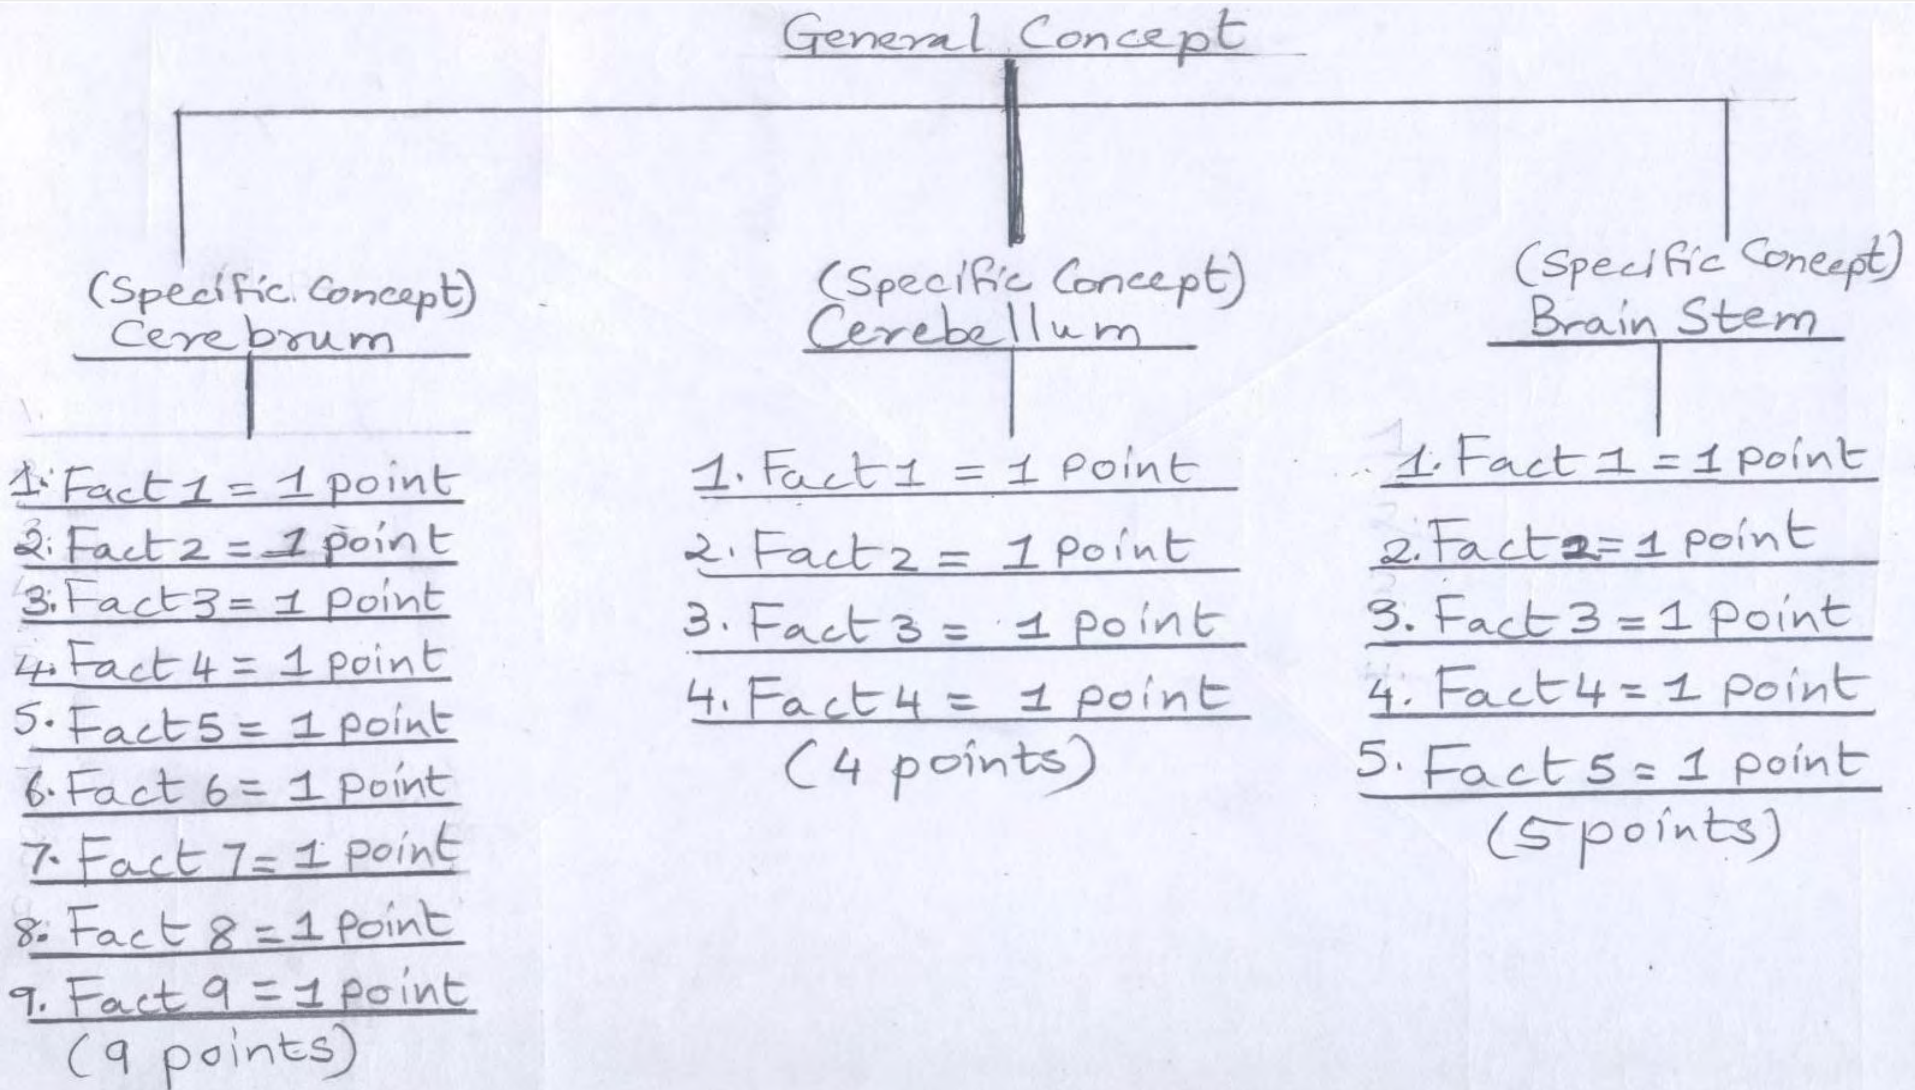 General Concept
(Specific Concept)
Cerebrum
1. Fact 1 = 1 point
2. Fact 2 = 1 point
3. Fact 3 = 1 point
4. Fact 4 = 1 point
5. Fact 5 = 1 point
6. Fact 6 = 1 point
7. Fact 7 = 1 point
8. Fact 8 = 1 point
9. Fact 9 = 1 point
(9 points)
(Specific Concept)
Cerebellum
1. Fact 1 = 1 point
2. Fact 2 = 1 point
3. Fact 3 = 1 point
4. Fact 4 = 1 point
(4 points)
(Specific Concept)
Brain Stem
1. Fact 1 = 1 point
2. Fact 2 = 1 point
3. Fact 3 = 1 point
4. Fact 4 = 1 point
5. Fact 5 = 1 point
(5 points)